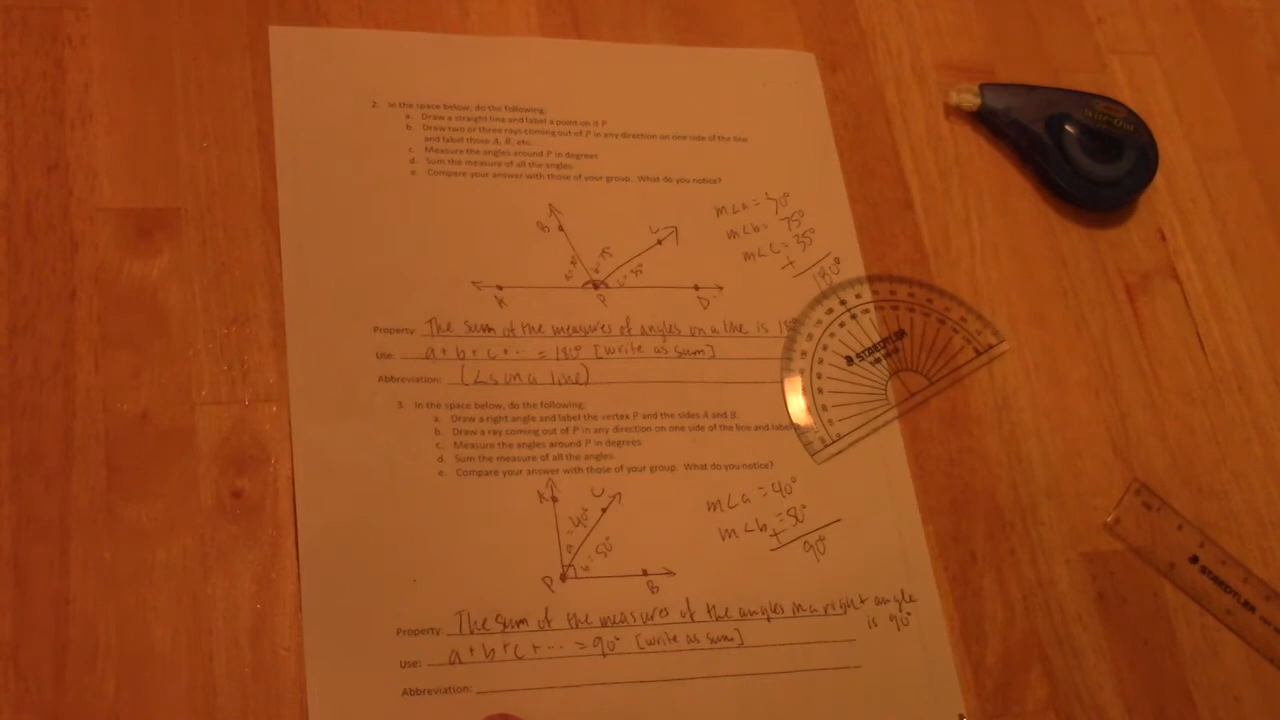 2. In the space below, do the following:
a. Draw a straight line and label a point on it P
b. Draw two or three rays coming out of P in any direction on one side of the line
and label those A, B, etc.
c. Measure the angles around P in degrees
d. Sum the measure of all the angles.
e. Compare your answer with those of your group. What do you notice?
m∠a = 70°
m∠b = 75°
m∠c = 35°
+
180°
B
C
b=75
c=35°
A
P
D
Property: The sum of the measures of angles on a line is
Use: a+b+c+... = 180° [write as sum]
Abbreviation: (∠s on a line)
STAEDTLER
3. In the space below, do the following:
a. Draw a right angle and label the vertex P and the sides A and B.
b. Draw a ray coming out of P in any direction on one side of the line and label
c. Measure the angles around P in degrees
d. Sum the measure of all the angles.
e. Compare your answer with those of your group. What do you notice?
A
C
a=40°
b=50°
P
B
m∠a = 40°
m∠b = 50°
+
90°
Property: The sum of the measures of the angles in a right angle
is 90°
Use: a+b+c+... = 90° [write as sum]
Abbreviation:
Wite-Out
STAEDTLER